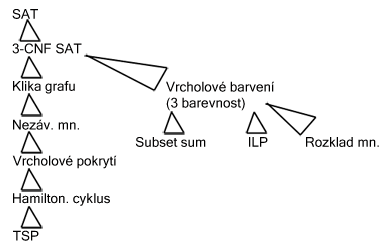 SAT
3-CNF SAT
Klika grafu
Nezáv. mn.
Vrcholové pokrytí
Hamilton. cyklus
TSP
Vrcholové barvení
(3 barevnost)
Subset sum
ILP
Rozklad mn.